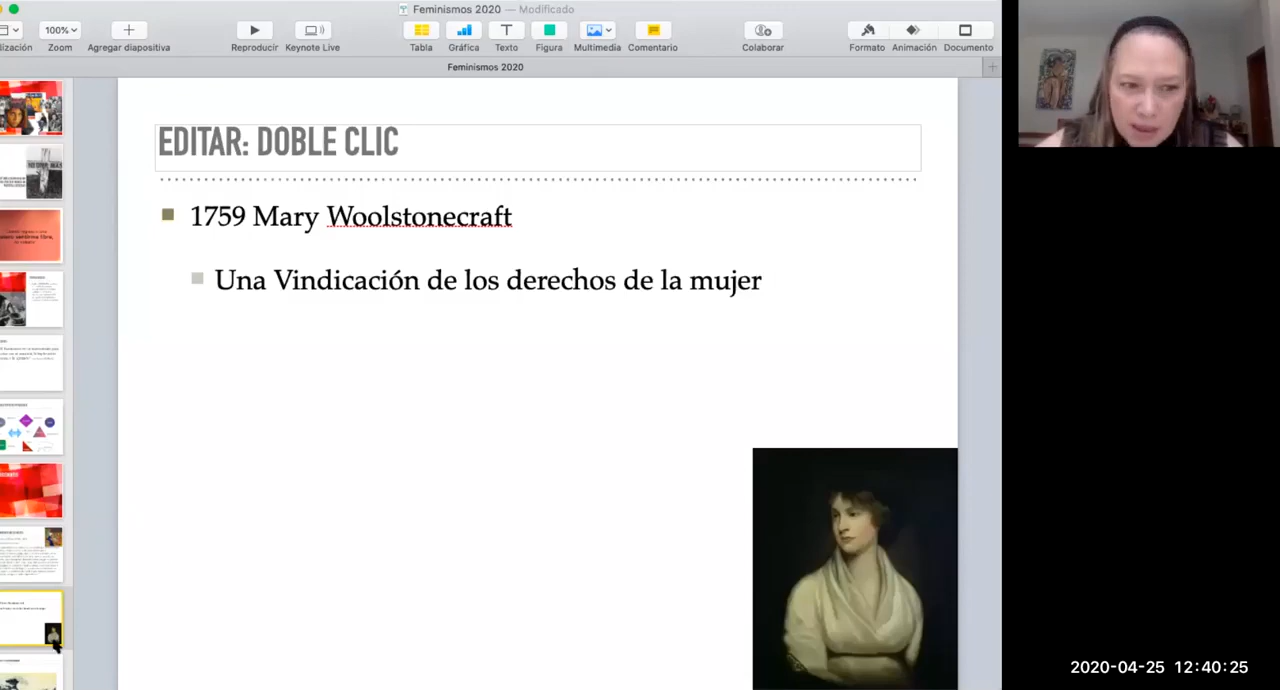 Feminismos 2020 — Modificado
100%
Zoom
Agregar diapositiva
Reproducir
Keynote Live
Tabla
Gráfica
Texto
Figura
Multimedia
Comentario
Colaborar
Formato
Animación
Documento
Feminismos 2020
EDITAR: DOBLE CLIC
1759 Mary Woolstonecraft
Una Vindicación de los derechos de la mujer
2020-04-25 12:40:25